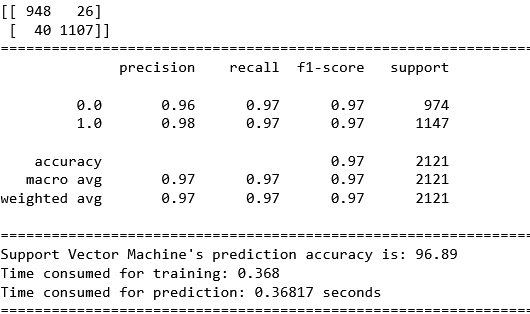 [[ 948   26]
 [  40 1107]]
======================================================================
              precision    recall  f1-score   support

         0.0       0.96      0.97      0.97       974
         1.0       0.98      0.97      0.97      1147

    accuracy                           0.97      2121
   macro avg       0.97      0.97      0.97      2121
weighted avg       0.97      0.97      0.97      2121

======================================================================
Support Vector Machine's prediction accuracy is: 96.89
Time consumed for training: 0.368
Time consumed for prediction: 0.36817 seconds
======================================================================